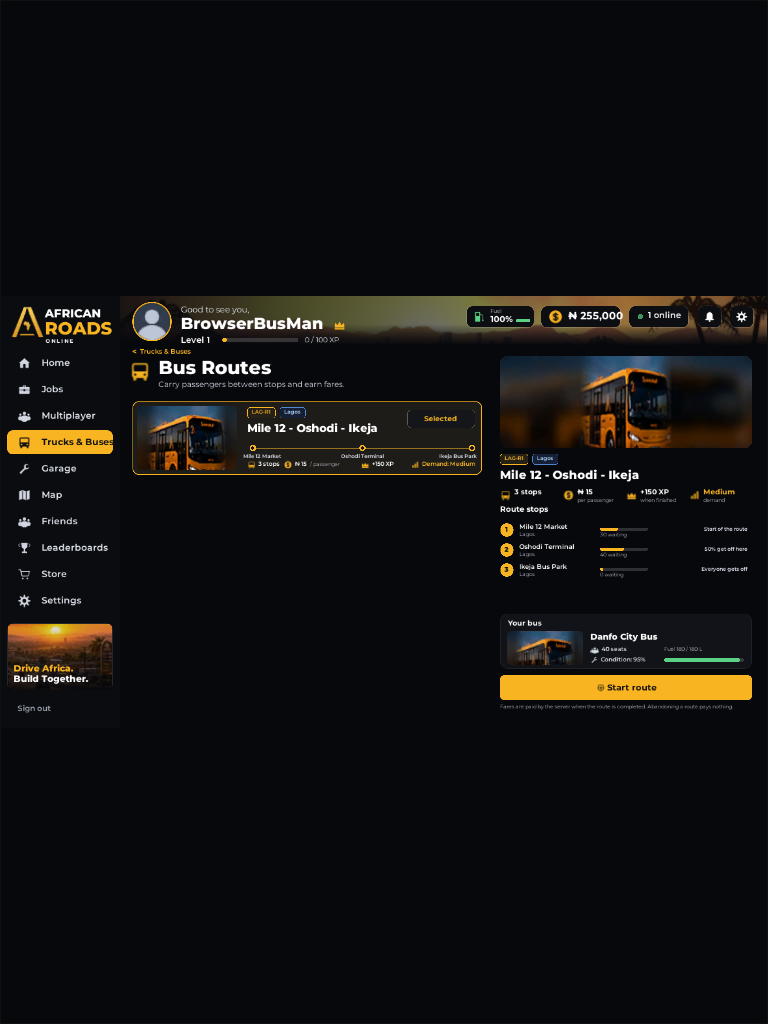 AFRICAN
ROADS
ONLINE
Home
Jobs
Multiplayer
Trucks & Buses
Garage
Map
Friends
Leaderboards
Store
Settings
Drive Africa.
Build Together.
Sign out
Good to see you,
BrowserBusMan
Level 1
0 / 100 XP
Fuel
100%
₦ 255,000
1 online
< Trucks & Buses
Bus Routes
Carry passengers between stops and earn fares.
LAG-R1
Lagos
Mile 12 - Oshodi - Ikeja
Selected
Mile 12 Market
Oshodi Terminal
Ikeja Bus Park
3 stops
₦ 15 / passenger
+150 XP
Demand: Medium
LAG-R1
Lagos
Mile 12 - Oshodi - Ikeja
3 stops
₦ 15
per passenger
+150 XP
when finished
Medium
demand
Route stops
1
Mile 12 Market
Lagos
30 waiting
Start of the route
2
Oshodi Terminal
Lagos
40 waiting
50% get off here
3
Ikeja Bus Park
Lagos
0 waiting
Everyone gets off
Your bus
Danfo City Bus
40 seats
Fuel 180 / 180 L
Condition: 95%
Start route
Fares are paid by the server when the route is completed. Abandoning a route pays nothing.